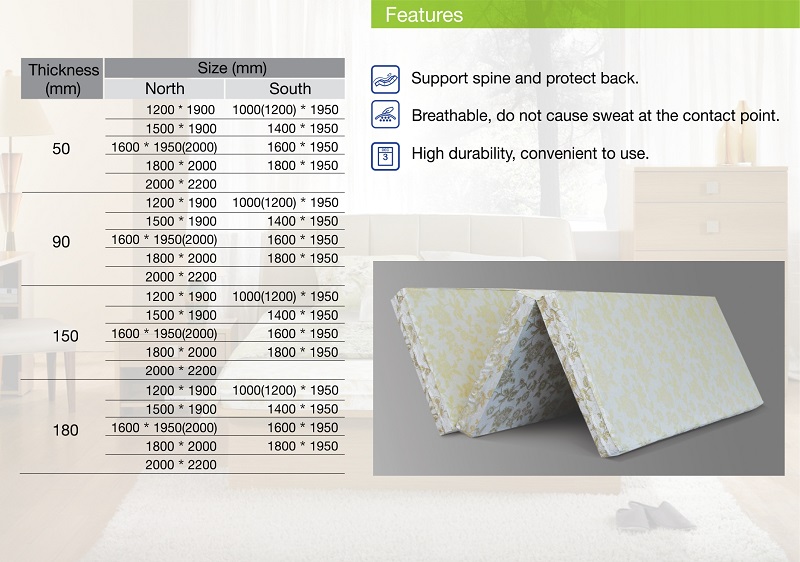 Features
Thickness (mm)
Size (mm)
North South
50
1200 * 1900 1000(1200) * 1950
1500 * 1900 1400 * 1950
1600 * 1950(2000) 1600 * 1950
1800 * 2000 1800 * 1950
2000 * 2200
90
1200 * 1900 1000(1200) * 1950
1500 * 1900 1400 * 1950
1600 * 1950(2000) 1600 * 1950
1800 * 2000 1800 * 1950
2000 * 2200
150
1200 * 1900 1000(1200) * 1950
1500 * 1900 1400 * 1950
1600 * 1950(2000) 1600 * 1950
1800 * 2000 1800 * 1950
2000 * 2200
180
1200 * 1900 1000(1200) * 1950
1500 * 1900 1400 * 1950
1600 * 1950(2000) 1600 * 1950
1800 * 2000 1800 * 1950
2000 * 2200
Support spine and protect back.
Breathable, do not cause sweat at the contact point.
3
High durability, convenient to use.